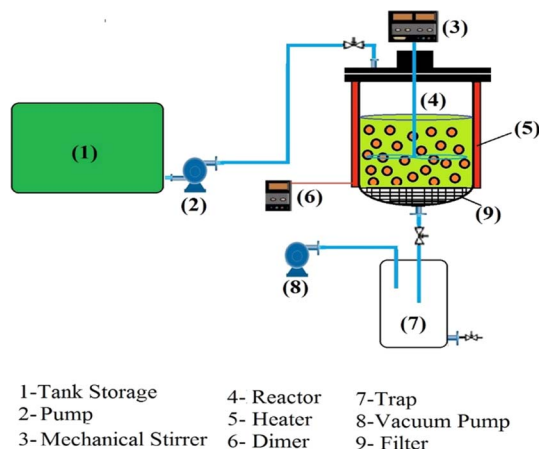 (3)
(4)
(1)
(5)
(2)
(6)
(9)
(8)
(7)
1-Tank Storage
2-Pump
3-Mechanical Stirrer
4- Reactor
5- Heater
6- Dimer
7-Trap
8-Vacuum Pump
9- Filter